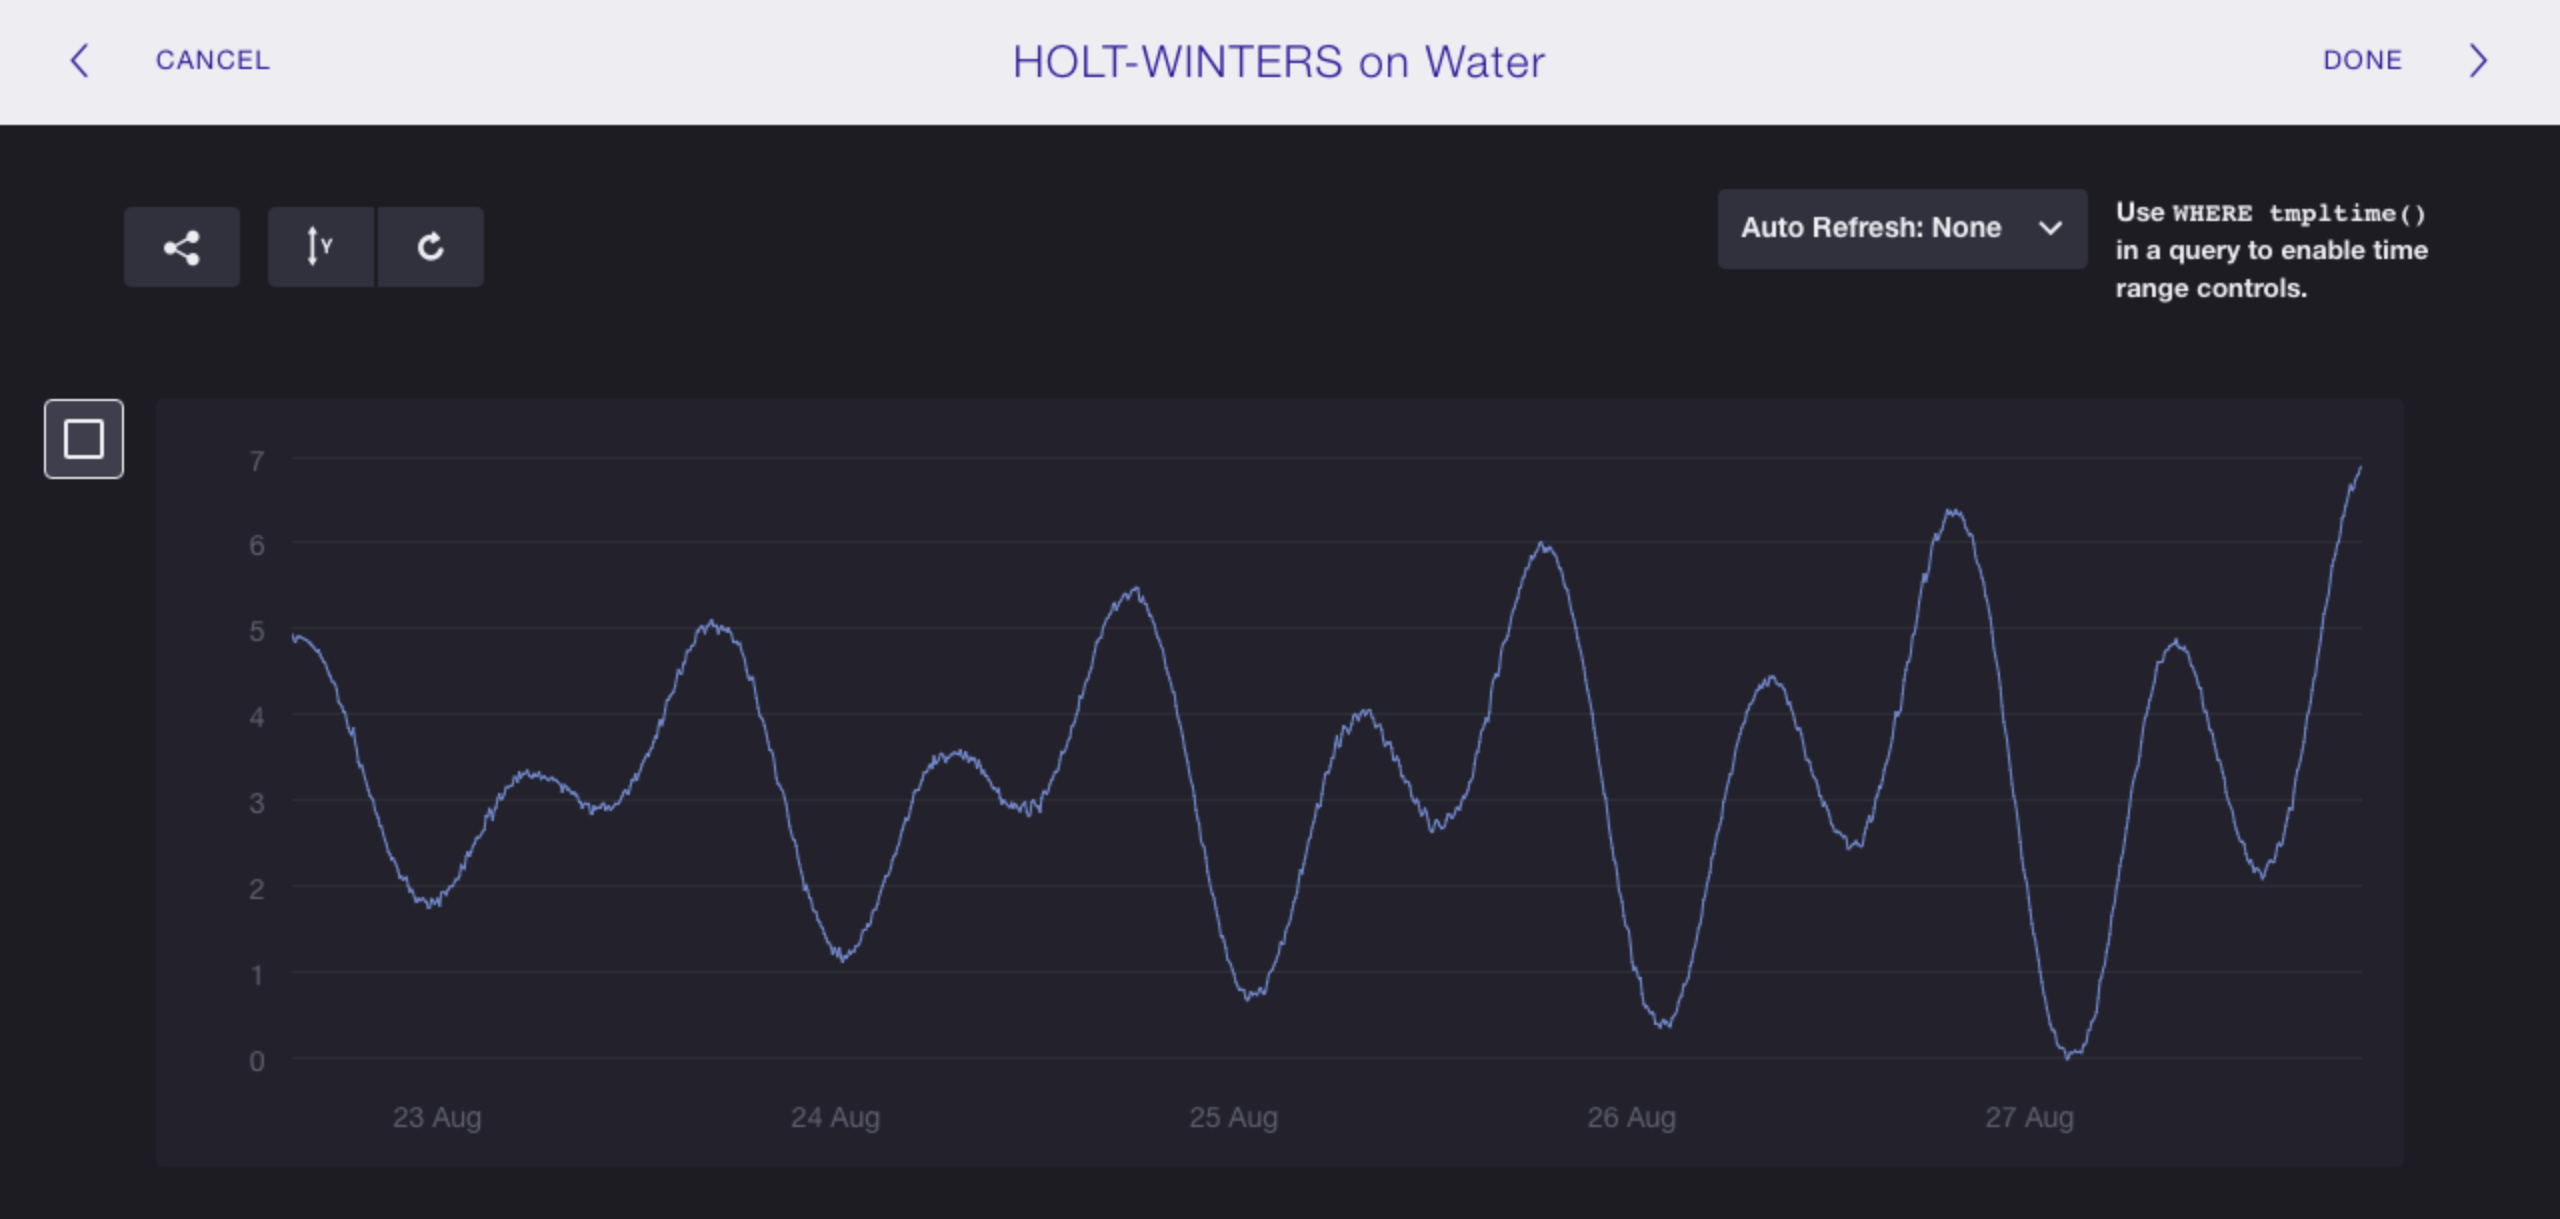 CANCEL
HOLT-WINTERS on Water
DONE
Y
Auto Refresh: None
Use WHERE tmpltime()
in a query to enable time
range controls.
7
6
5
4
3
2
1
0
23 Aug
24 Aug
25 Aug
26 Aug
27 Aug